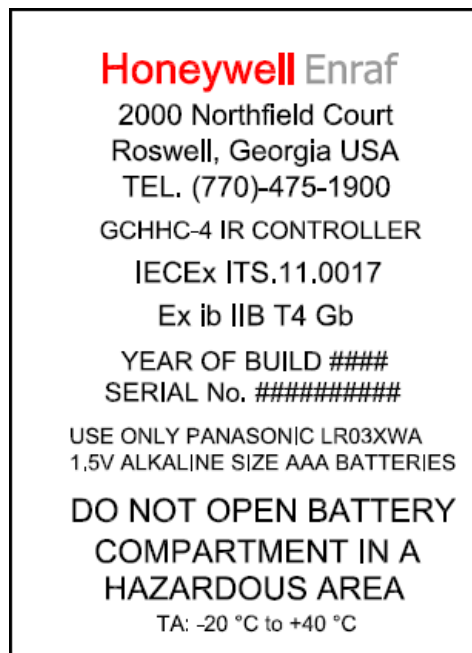 Honeywell Enraf
2000 Northfield Court
Roswell, Georgia USA
TEL. (770)-475-1900
GCHHC-4 IR CONTROLLER
IECEx ITS.11.0017
Ex ib IIB T4 Gb
YEAR OF BUILD ####
SERIAL No. ##########
USE ONLY PANASONIC LR03XWA
1,5V ALKALINE SIZE AAA BATTERIES
DO NOT OPEN BATTERY
COMPARTMENT IN A
HAZARDOUS AREA
TA: -20 °C to +40 °C